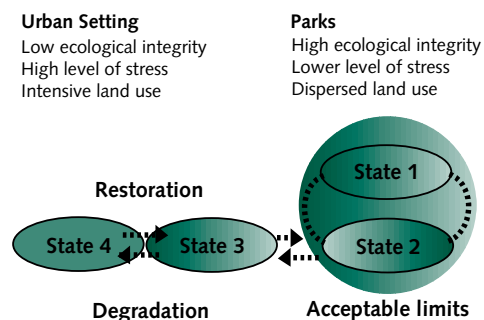 Urban Setting
Low ecological integrity
High level of stress
Intensive land use
Parks
High ecological integrity
Lower level of stress
Dispersed land use
State 1
Restoration
State 4
State 3
State 2
Degradation
Acceptable limits